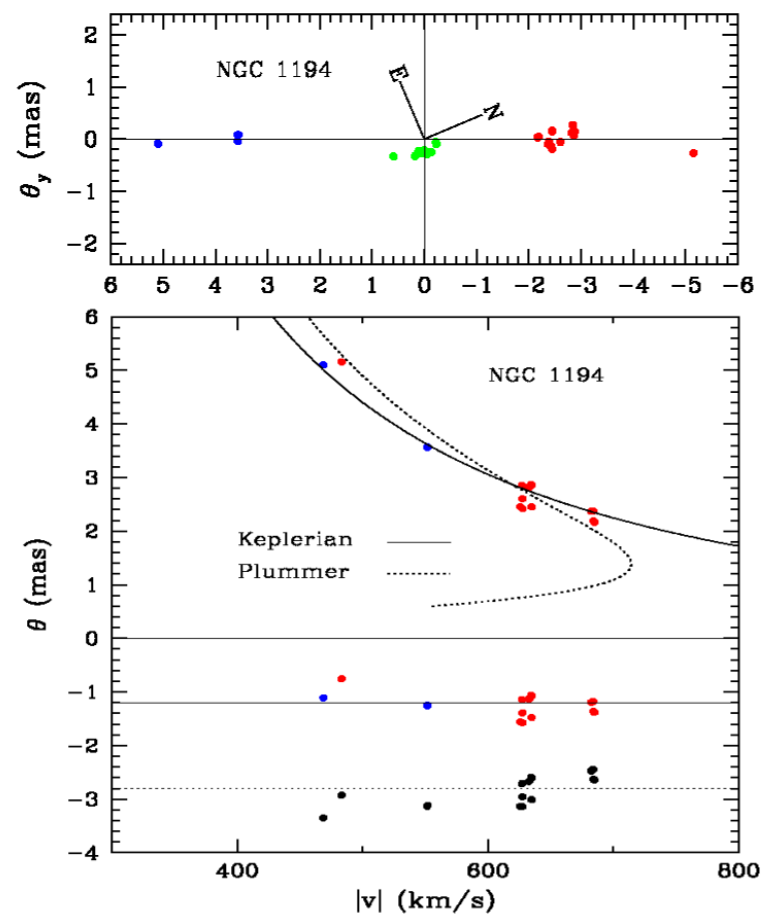 2
1
0
-1
-2
θy (mas)
NGC 1194
E
N
6 5 4 3 2 1 0 -1 -2 -3 -4 -5 -6
6
5
4
3
2
1
0
-1
-2
-3
-4
θ (mas)
NGC 1194
Keplerian
Plummer
400 600 800
|v| (km/s)